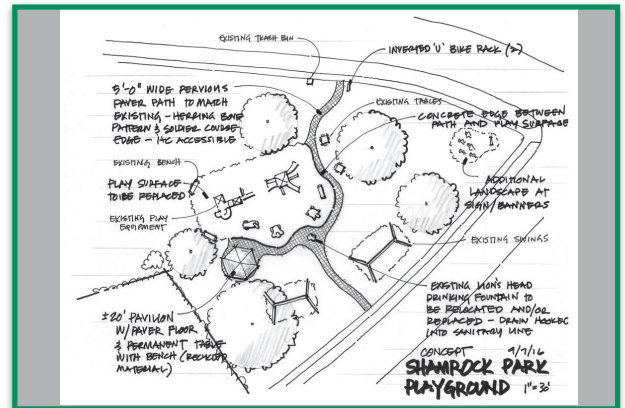 EXISTING TRASH BIN
INVERTED 'U' BIKE RACK (2)
5'-0" WIDE PERVIOUS
PAVER PATH TO MATCH
EXISTING - HERRING BONE
PATTERN & SOLDIER COURSE
EDGE - H/C ACCESSIBLE
EXISTING TABLES
CONCRETE EDGE BETWEEN
PATH AND PLAY SURFACE
EXISTING BENCH
PLAY SURFACE
TO BE REPLACED
ADDITIONAL
LANDSCAPE AT
SIGN/BANNERS
EXISTING PLAY
EQUIPMENT
EXISTING SWINGS
±20' PAVILION
W/ PAVER FLOOR
& PERMANENT TABLE
WITH BENCH (RECYCLED
MATERIAL)
EXISTING LION'S HEAD
DRINKING FOUNTAIN TO
BE RELOCATED AND/OR
REPLACED - DRAIN HOOKED
INTO SANITARY LINE
CONCEPT 9/7/16
SHAMROCK PARK
PLAYGROUND 1"=30'